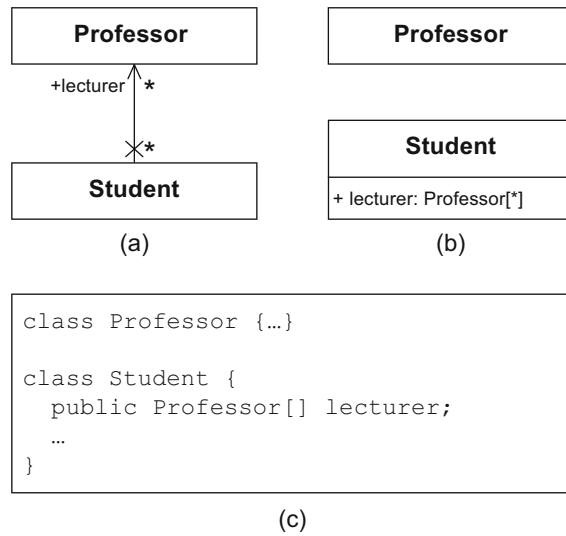 Professor
+lecturer *
*
Student
(a)
Professor
Student
+ lecturer: Professor[*]
(b)
class Professor {…}
class Student {
public Professor[] lecturer;
…
}
(c)